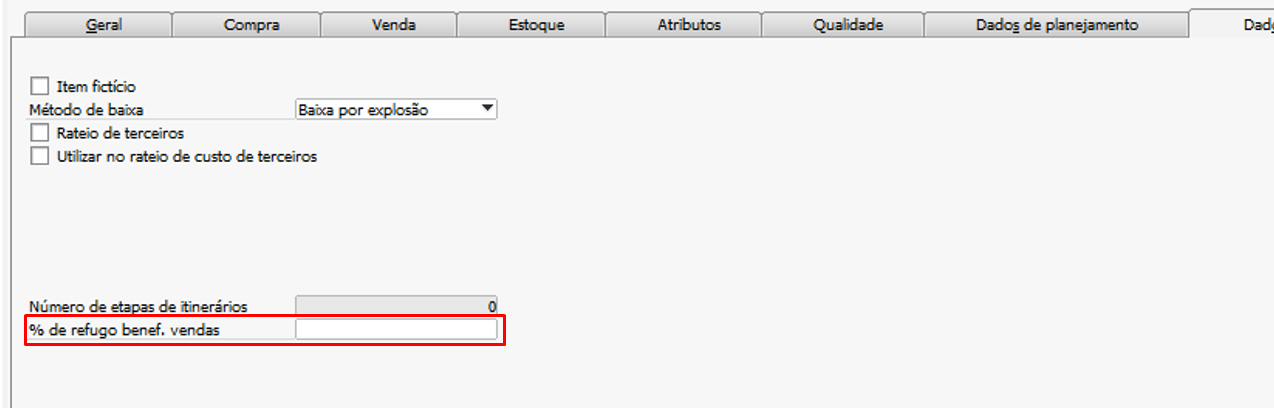 Geral Compra Venda Estoque Atributos Qualidade Dados de planejamento
Item fictício
Método de baixa Baixa por explosão
Rateio de terceiros
Utilizar no rateio de custo de terceiros
Número de etapas de itinerários 0
% de refugo benef. vendas